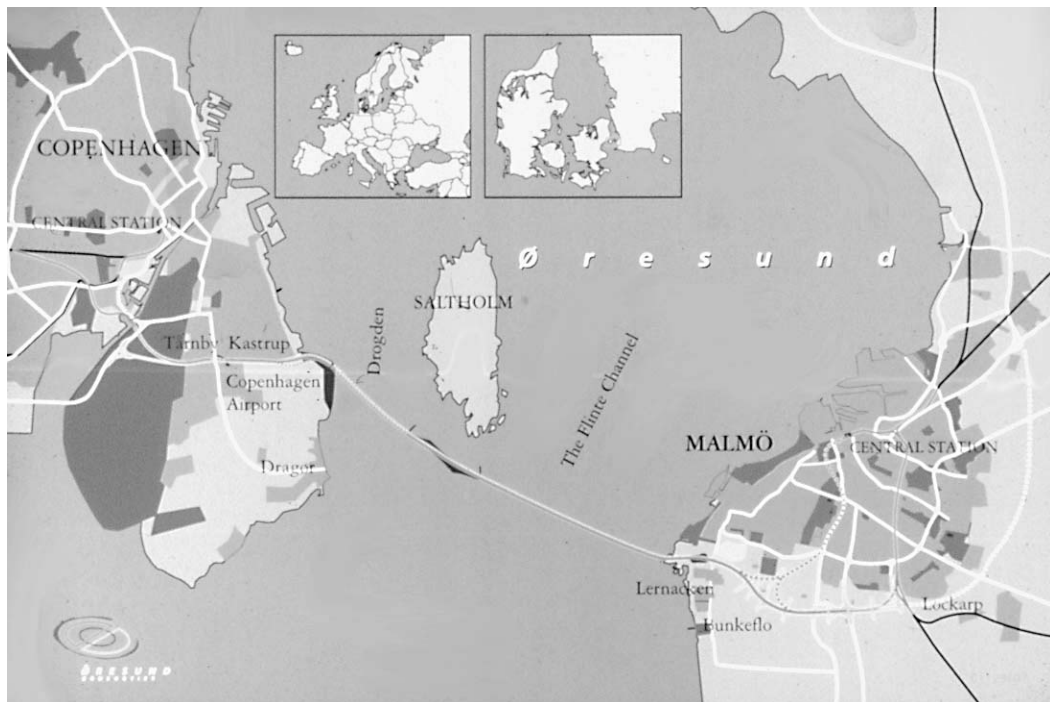 COPENHAGEN
CENTRAL STATION
Øresund
SALTHOLM
Drogden
Tårnby Kastrup
Copenhagen
Airport
The Flinte Channel
MALMÖ
CENTRAL STATION
Dragør
Lernacken
Bunkeflo
Lockarp